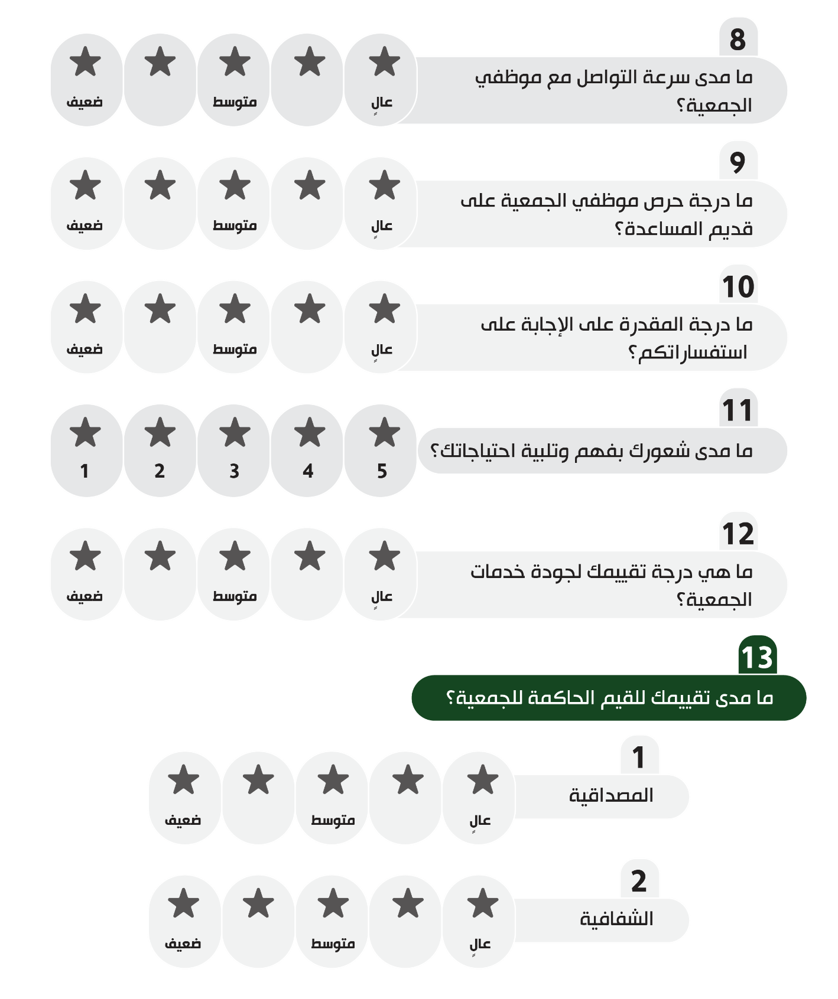 8
ما مدى سرعة التواصل مع موظفي
الجمعية؟
عالٍ متوسط ضعيف
9
ما درجة حرص موظفي الجمعية على
قديم المساعدة؟
عالٍ متوسط ضعيف
10
ما درجة المقدرة على الإجابة على
استفساراتكم؟
عالٍ متوسط ضعيف
11
ما مدى شعورك بفهم وتلبية احتياجاتك؟
5 4 3 2 1
12
ما هي درجة تقييمك لجودة خدمات
الجمعية؟
عالٍ متوسط ضعيف
13
ما مدى تقييمك للقيم الحاكمة للجمعية؟
1
المصداقية
عالٍ متوسط ضعيف
2
الشفافية
عالٍ متوسط ضعيف